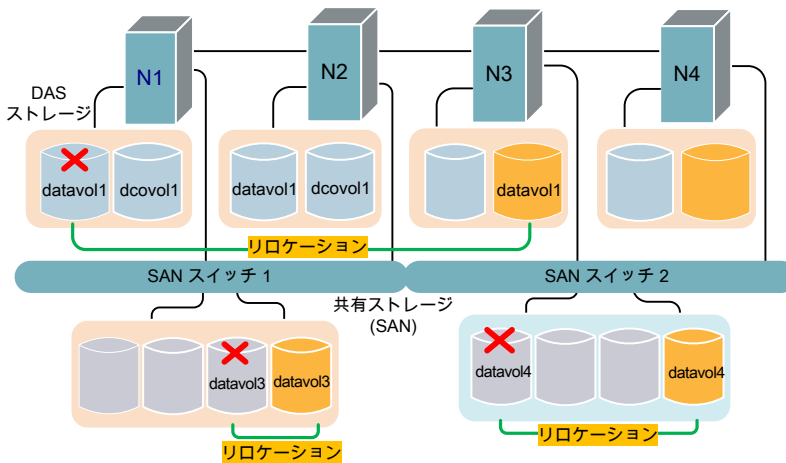 N1
N2
N3
N4
DAS
ストレージ
datavol1
dcovol1
datavol1
dcovol1
datavol1
リロケーション
SAN スイッチ 1
SAN スイッチ 2
共有ストレージ
(SAN)
datavol3
datavol3
datavol4
datavol4
リロケーション
リロケーション